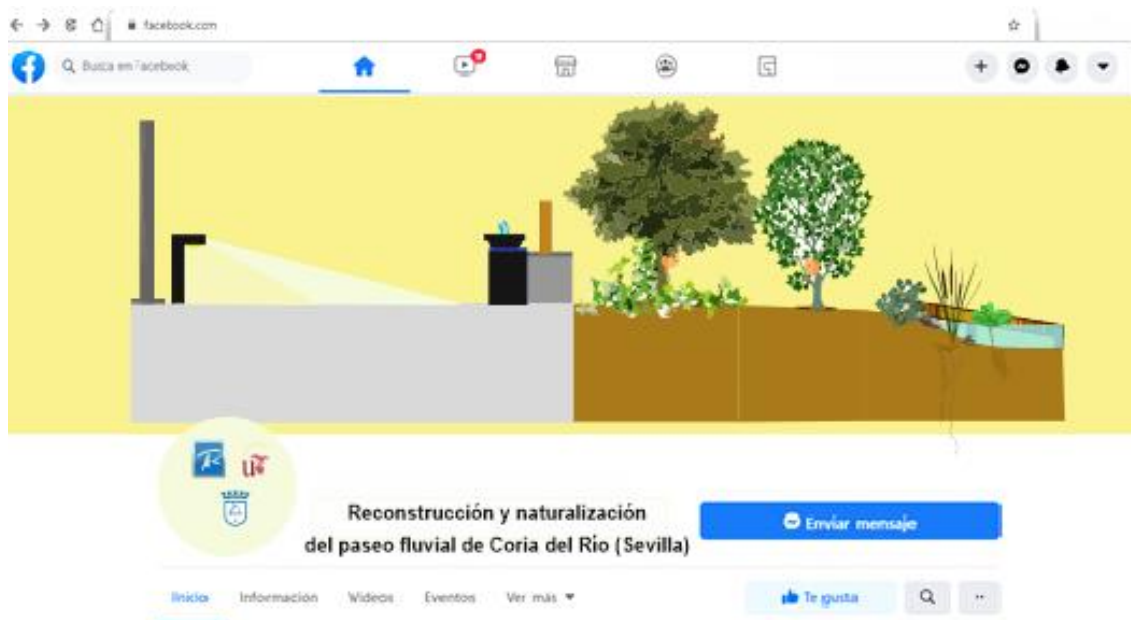 facebook.com
Busca en Facebook
Reconstrucción y naturalización
del paseo fluvial de Coria del Río (Sevilla)
Enviar mensaje
Inicio Información Videos Eventos Ver más
Te gusta